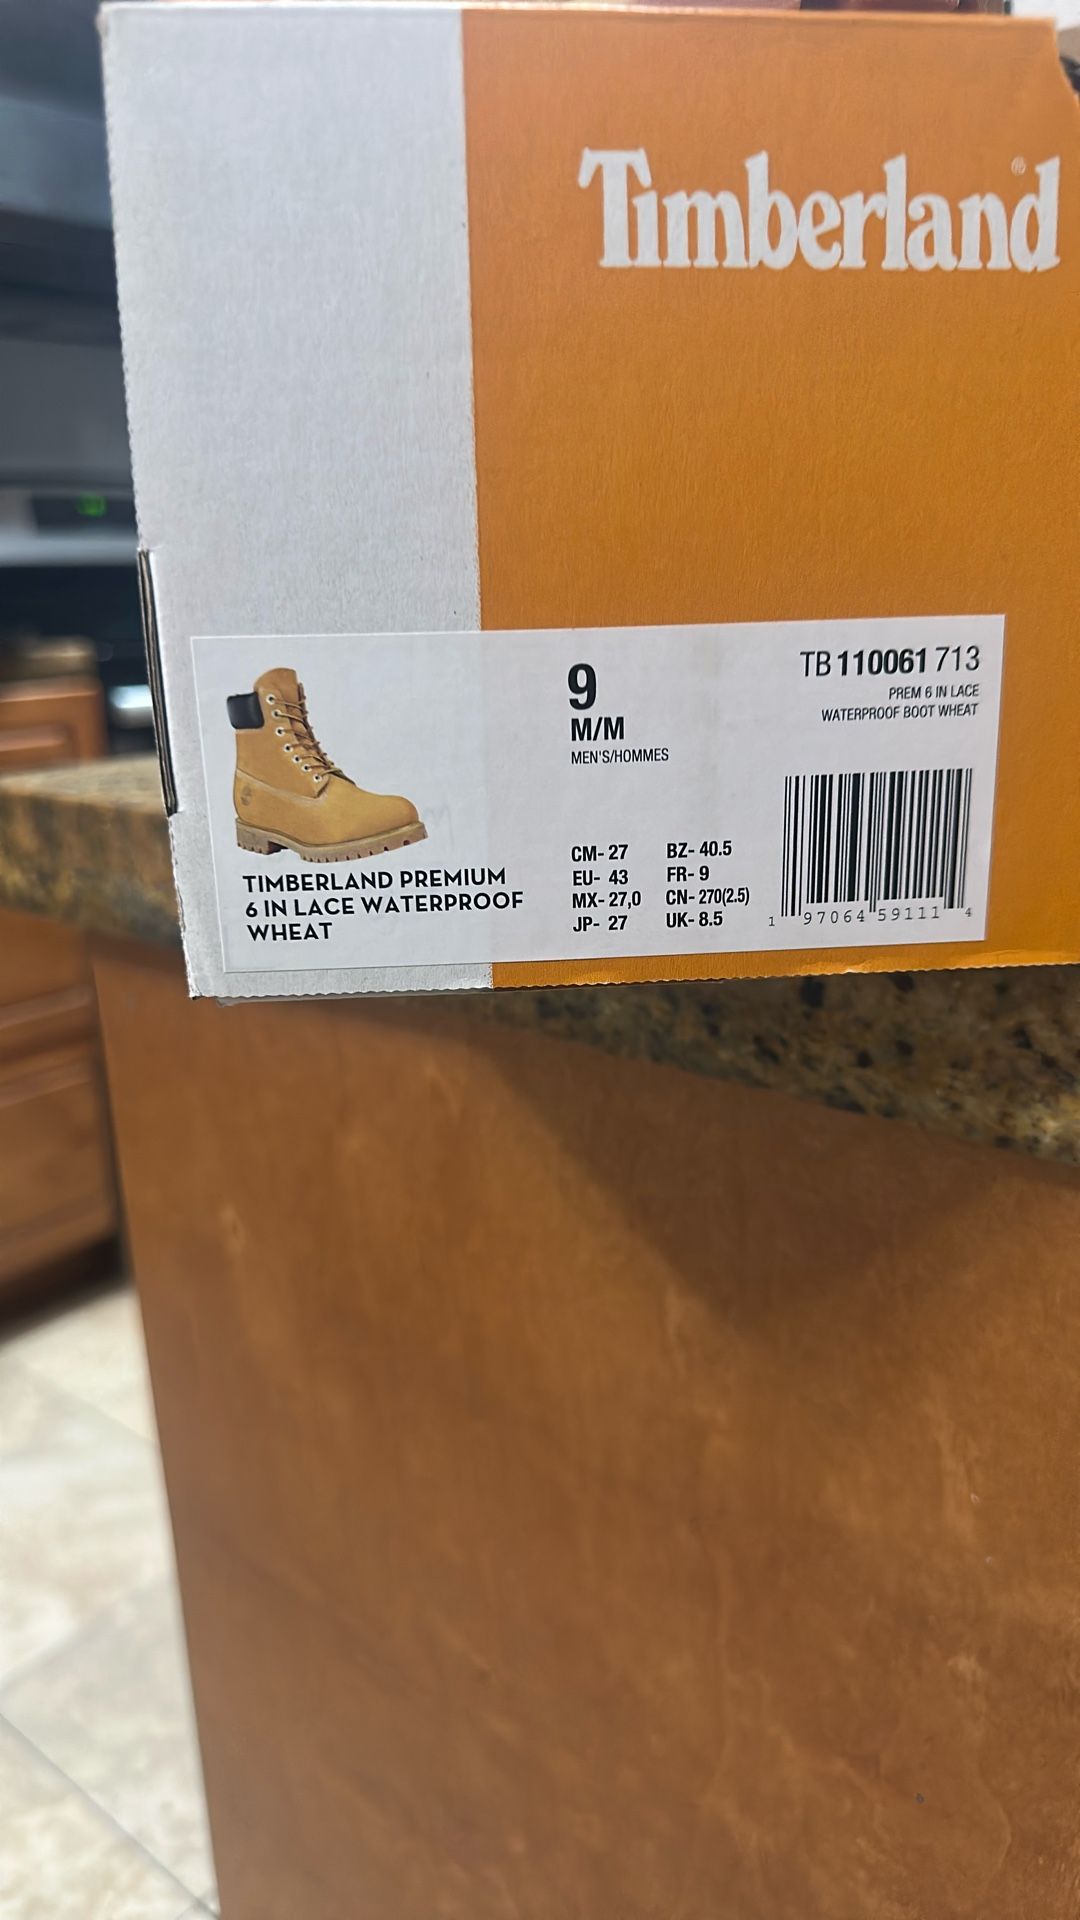 Timberland®
TIMBERLAND PREMIUM
6 IN LACE WATERPROOF
WHEAT
9
M/M
MEN'S/HOMMES
CM- 27 BZ- 40.5
EU- 43 FR- 9
MX- 27,0 CN- 270(2.5)
JP- 27 UK- 8.5
TB 110061 713
PREM 6 IN LACE
WATERPROOF BOOT WHEAT
1 97064 59111 4